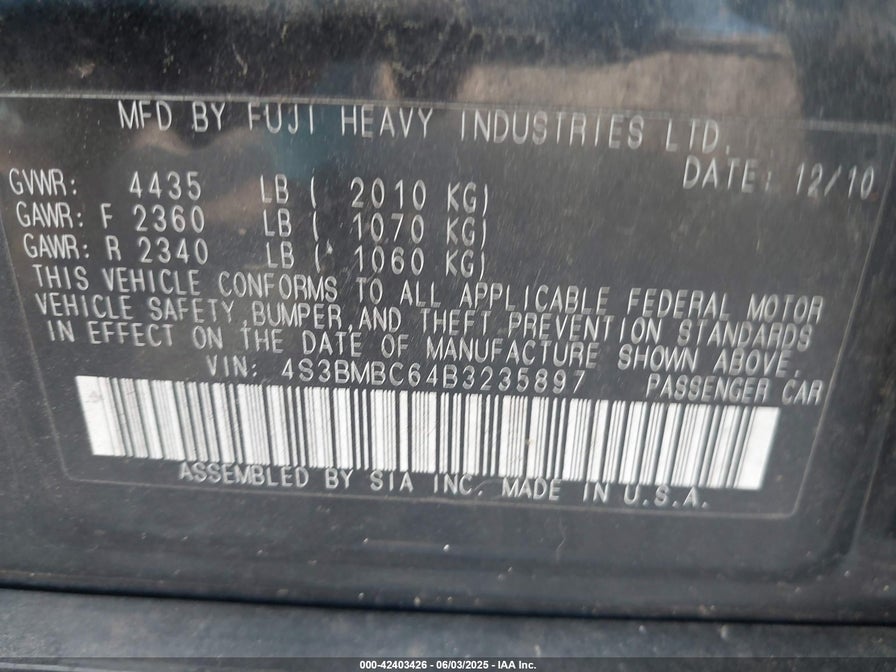 MFD BY FUJI HEAVY INDUSTRIES LTD.
DATE: 12/10
GVWR: 4435 LB ( 2010 KG)
GAWR: F 2360 LB ( 1070 KG)
GAWR: R 2340 LB ( 1060 KG)
THIS VEHICLE CONFORMS TO ALL APPLICABLE FEDERAL MOTOR
VEHICLE SAFETY,BUMPER,AND THEFT PREVENTION STANDARDS
IN EFFECT ON THE DATE OF MANUFACTURE SHOWN ABOVE.
VIN: 4S3BMBC64B3235897 PASSENGER CAR
ASSEMBLED BY SIA INC. MADE IN U.S.A.
000-42403426 - 06/03/2025 - IAA Inc.